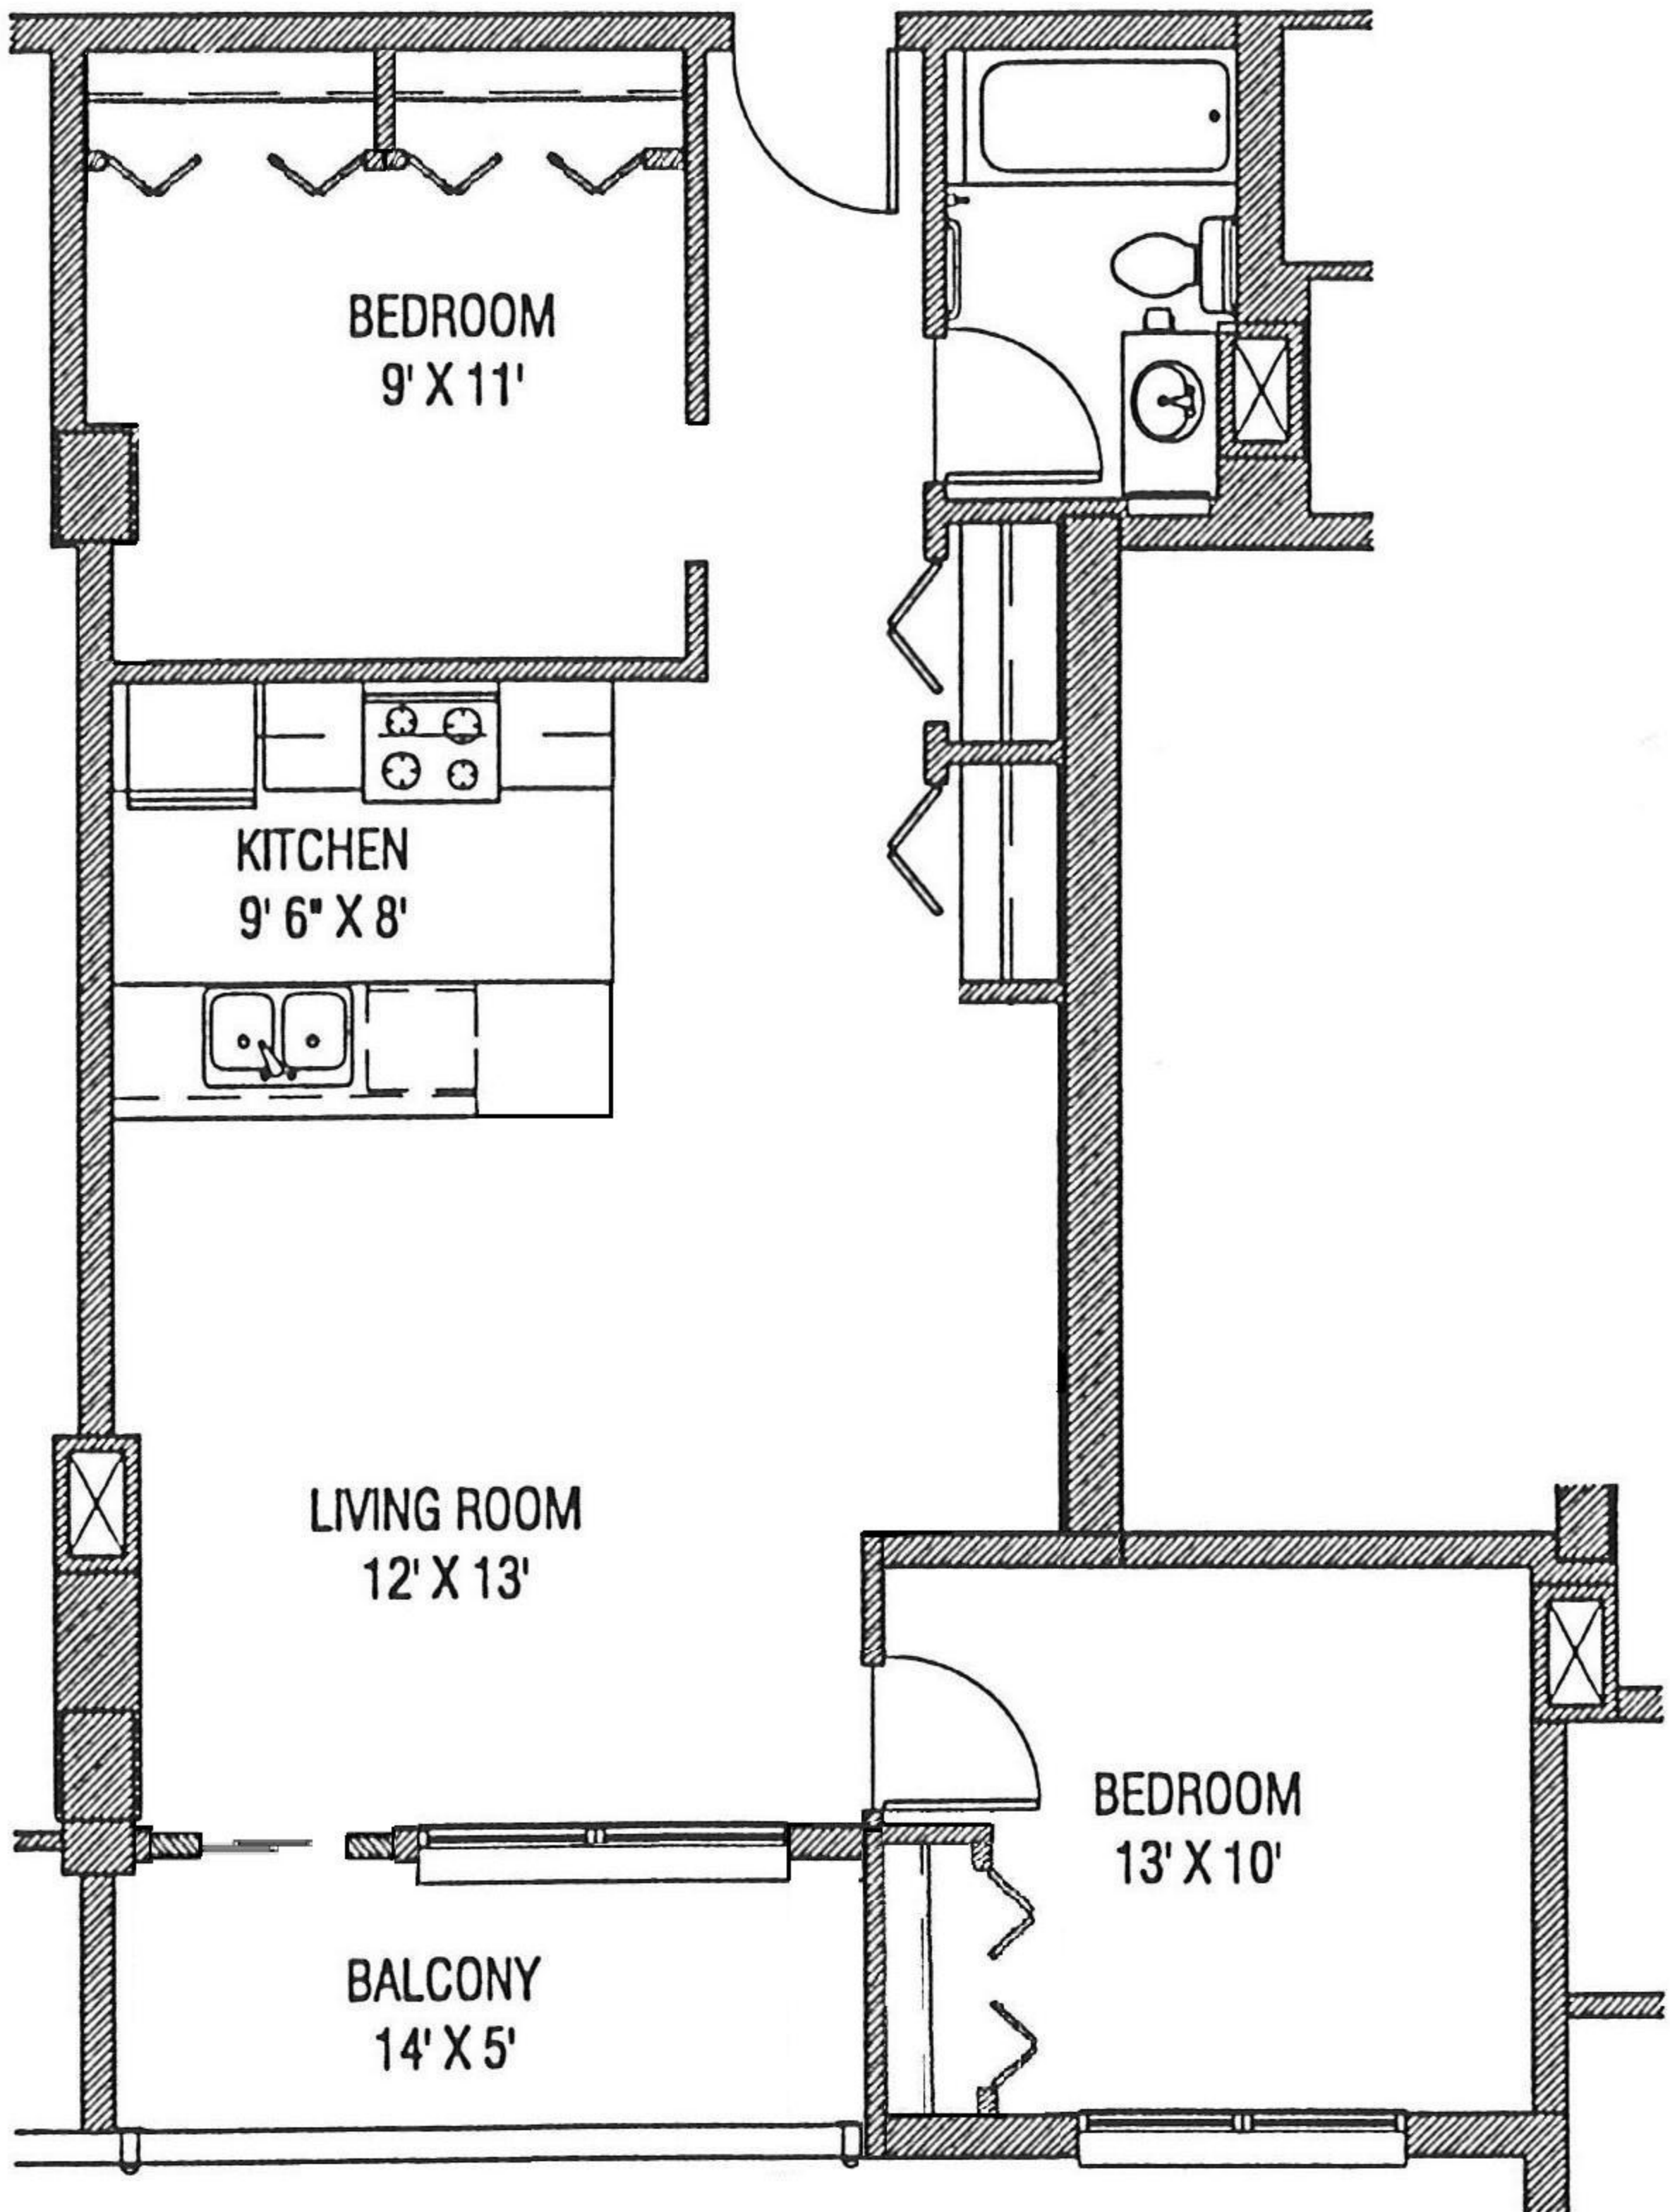 BEDROOM
9' X 11'
KITCHEN
9' 6" X 8'
LIVING ROOM
12' X 13'
BEDROOM
13' X 10'
BALCONY
14' X 5'